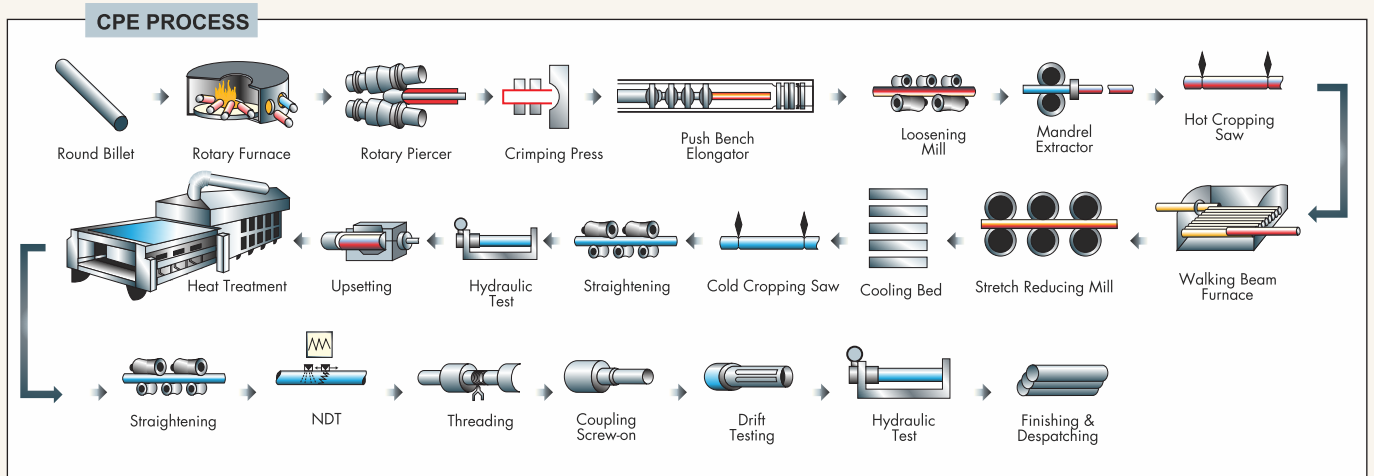 CPE PROCESS
Round Billet
Rotary Furnace
Rotary Piercer
Crimping Press
Push Bench
Elongator
Loosening
Mill
Mandrel
Extractor
Hot Cropping
Saw
Walking Beam
Furnace
Stretch Reducing Mill
Cooling Bed
Cold Cropping Saw
Straightening
Hydraulic
Test
Upsetting
Heat Treatment
Straightening
NDT
Threading
Coupling
Screw-on
Drift
Testing
Hydraulic
Test
Finishing &
Despatching